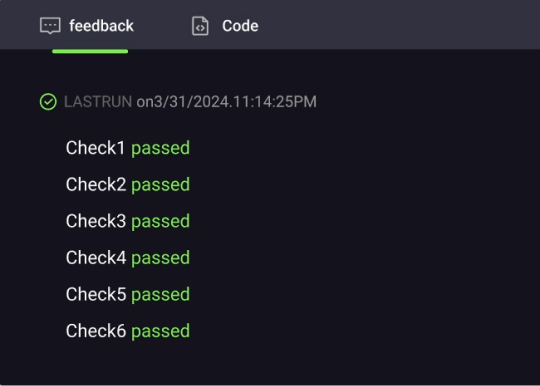 feedback
Code
LASTRUN on3/31/2024.11:14:25PM
Check1 passed
Check2 passed
Check3 passed
Check4 passed
Check5 passed
Check6 passed